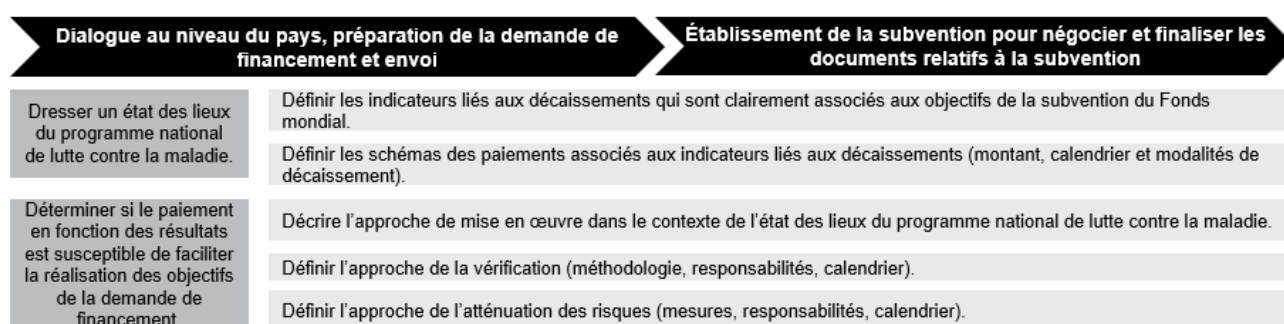 Dialogue au niveau du pays, préparation de la demande de
financement et envoi
Établissement de la subvention pour négocier et finaliser les
documents relatifs à la subvention
Dresser un état des lieux
du programme national
de lutte contre la maladie.
Définir les indicateurs liés aux décaissements qui sont clairement associés aux objectifs de la subvention du Fonds
mondial.
Définir les schémas des paiements associés aux indicateurs liés aux décaissements (montant, calendrier et modalités de
décaissement).
Déterminer si le paiement
en fonction des résultats
est susceptible de faciliter
la réalisation des objectifs
de la demande de
financement
Décrire l’approche de mise en œuvre dans le contexte de l’état des lieux du programme national de lutte contre la maladie.
Définir l’approche de la vérification (méthodologie, responsabilités, calendrier).
Définir l’approche de l’atténuation des risques (mesures, responsabilités, calendrier).